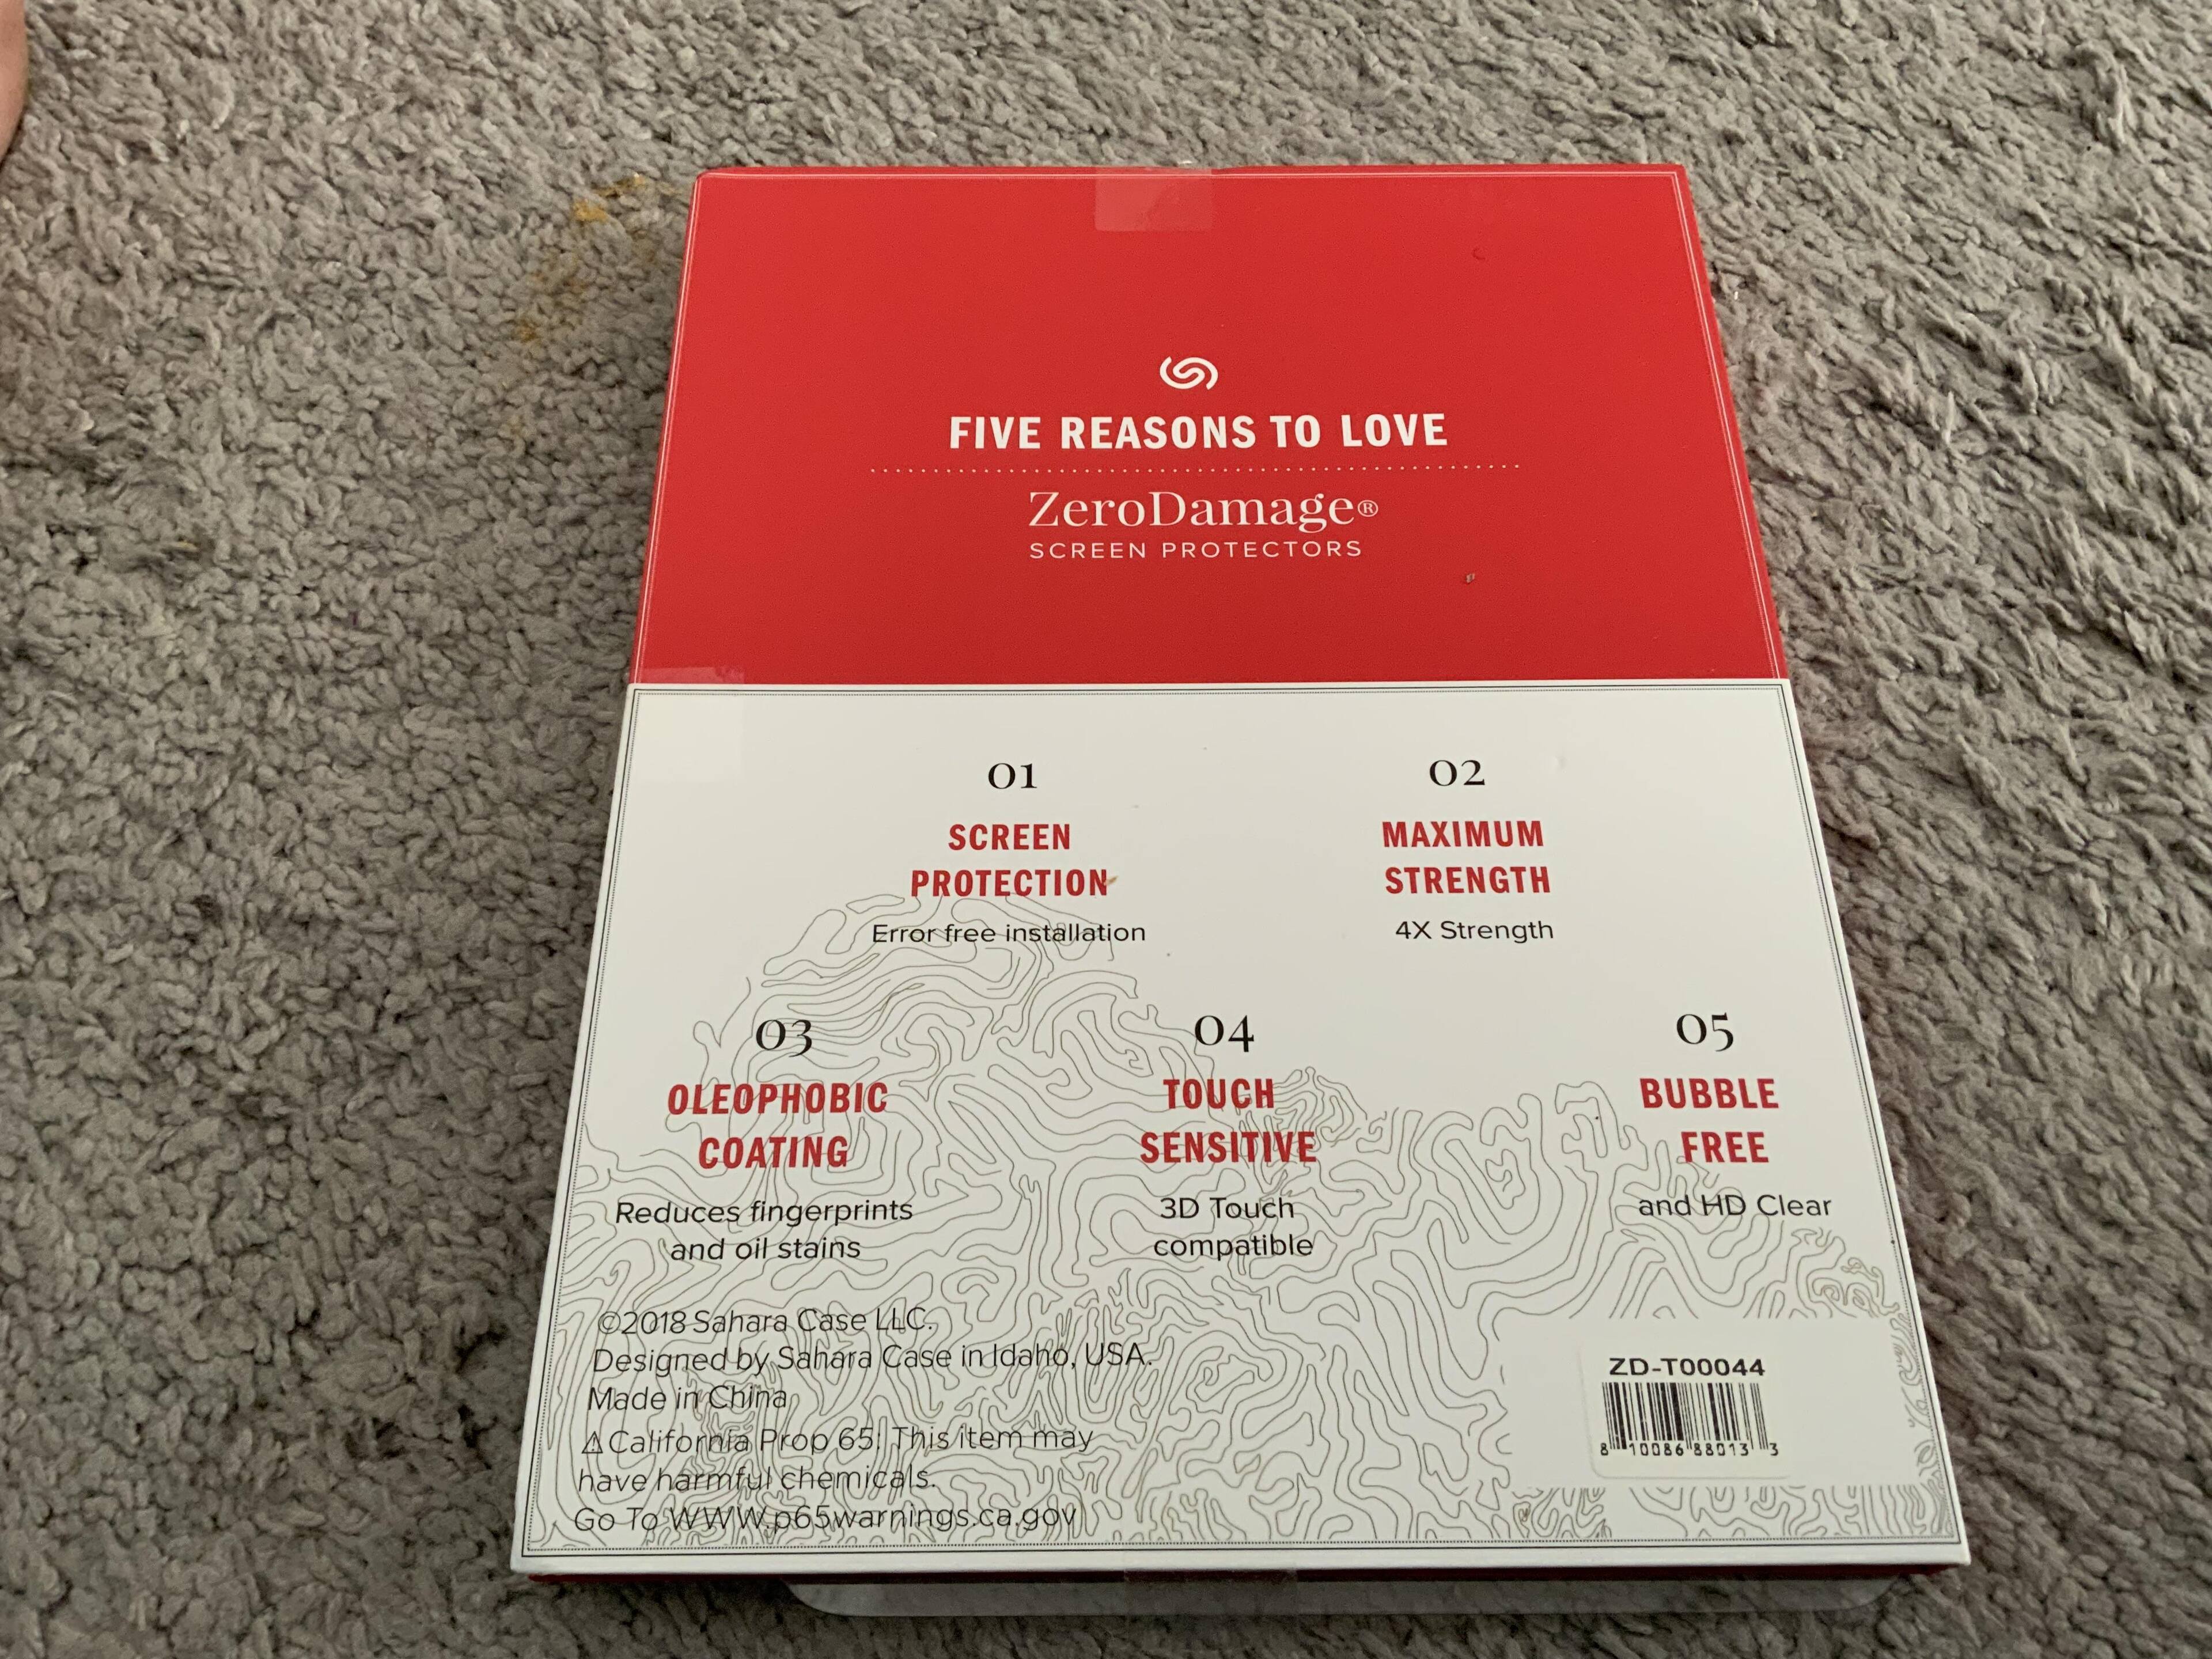 FIVE REASONS TO LOVE
ZeroDamage®
SCREEN PROTECTORS
01
SCREEN
PROTECTION
Error free installation
02
MAXIMUM
STRENGTH
4X Strength
03
OLEOPHOBIC
COATING
Reduces fingerprints
and oil stains
04
TOUCH
SENSITIVE
3D Touch
compatible
05
BUBBLE
FREE
and HD Clear
©2018 Sahara Case LLC.
Designed by Sahara Case in Idaho, USA.
Made in China
⚠California Prop 65: This item may
have harmful chemicals.
Go To WWW.p65warnings.ca.gov
ZD-T00044
8 10086 88013 3